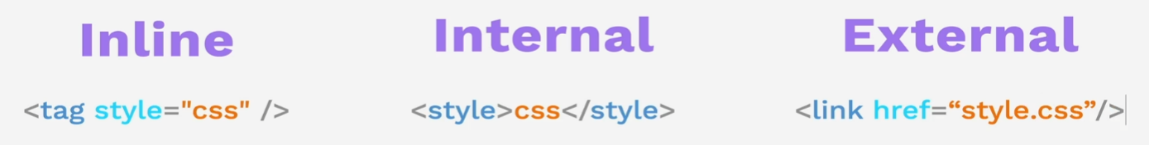 Inline
Internal
External
<tag style="css" />
<style>css</style>
<link href=“style.css”/>